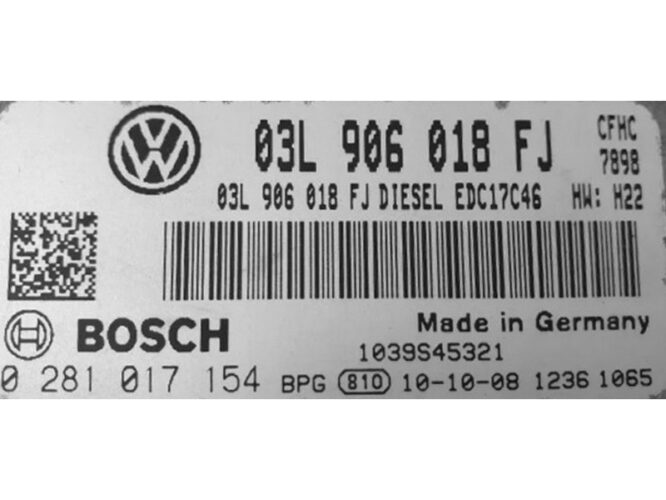 03L 906 018 FJ CFHC
7898
03L 906 018 FJ DIESEL EDC17C46 HW: H22
BOSCH Made in Germany
1039S45321
0 281 017 154 BPG 810 10-10-08 1236 1065